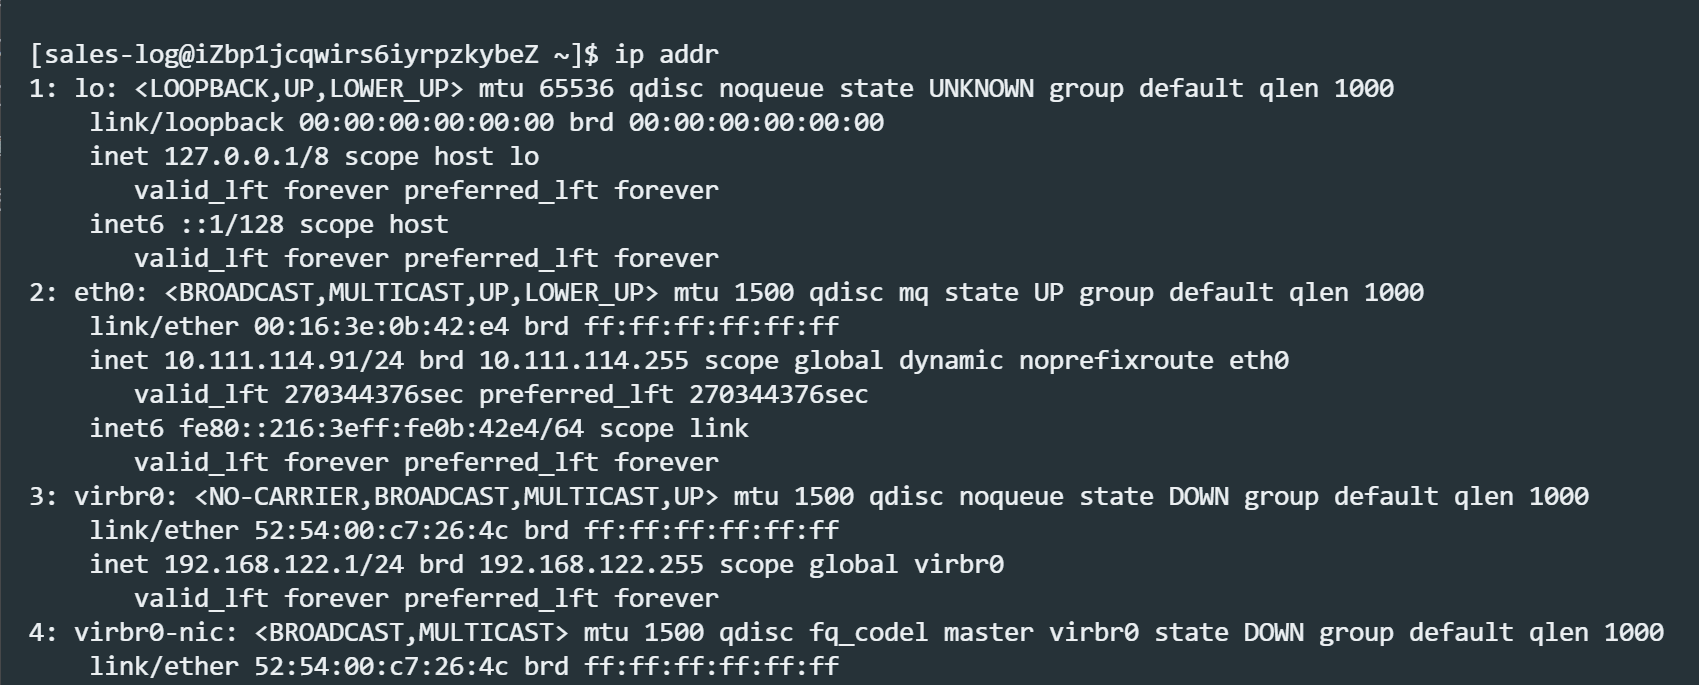 [sales-log@iZbp1jcqwirs6iyrpzkybeZ ~]$ ip addr
1: lo: <LOOPBACK,UP,LOWER_UP> mtu 65536 qdisc noqueue state UNKNOWN group default qlen 1000
    link/loopback 00:00:00:00:00:00 brd 00:00:00:00:00:00
    inet 127.0.0.1/8 scope host lo
       valid_lft forever preferred_lft forever
    inet6 ::1/128 scope host
       valid_lft forever preferred_lft forever
2: eth0: <BROADCAST,MULTICAST,UP,LOWER_UP> mtu 1500 qdisc mq state UP group default qlen 1000
    link/ether 00:16:3e:0b:42:e4 brd ff:ff:ff:ff:ff:ff
    inet 10.111.114.91/24 brd 10.111.114.255 scope global dynamic noprefixroute eth0
       valid_lft 270344376sec preferred_lft 270344376sec
    inet6 fe80::216:3eff:fe0b:42e4/64 scope link
       valid_lft forever preferred_lft forever
3: virbr0: <NO-CARRIER,BROADCAST,MULTICAST,UP> mtu 1500 qdisc noqueue state DOWN group default qlen 1000
    link/ether 52:54:00:c7:26:4c brd ff:ff:ff:ff:ff:ff
    inet 192.168.122.1/24 brd 192.168.122.255 scope global virbr0
       valid_lft forever preferred_lft forever
4: virbr0-nic: <BROADCAST,MULTICAST> mtu 1500 qdisc fq_codel master virbr0 state DOWN group default qlen 1000
    link/ether 52:54:00:c7:26:4c brd ff:ff:ff:ff:ff:ff